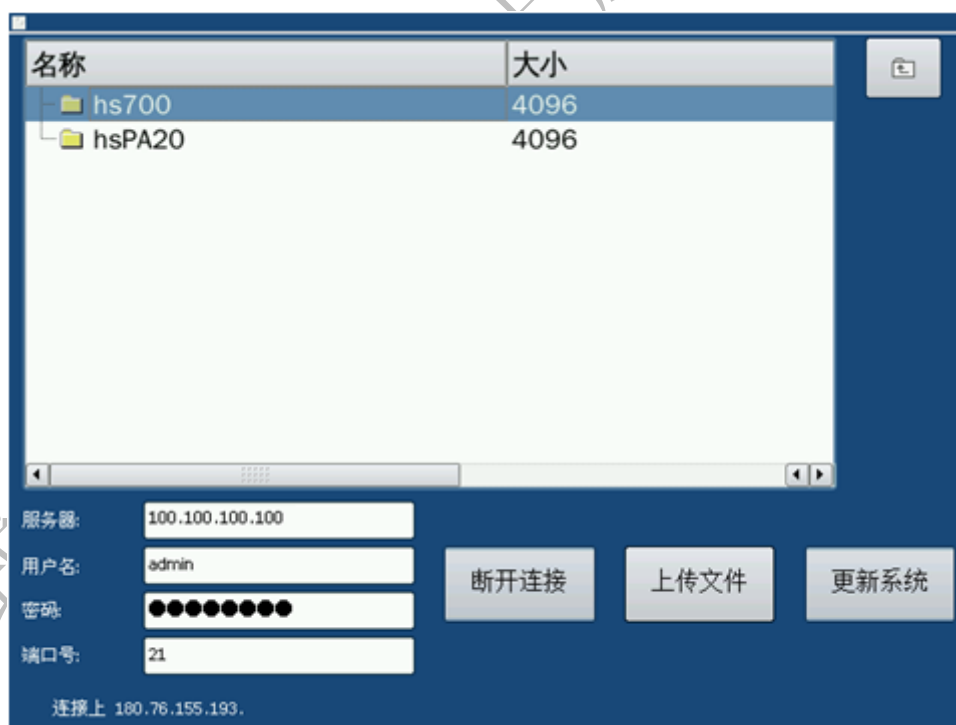 名称 大小
hs700 4096
hsPA20 4096
服务器: 100.100.100.100
用户名: admin
密码: ●●●●●●●●
端口号: 21
断开连接 上传文件 更新系统
连接上 180.76.155.193.